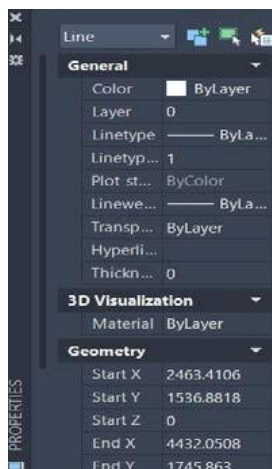 Line
General
Color ByLayer
Layer 0
Linetype ByLa...
Linetyp... 1
Plot st... ByColor
Linewe... ByLa...
Transp... ByLayer
Hyperli...
Thickn... 0
3D Visualization
Material ByLayer
Geometry
Start X 2463.4106
Start Y 1536.8818
Start Z 0
End X 4432.0508
End Y 1745.863
PROPERTIES